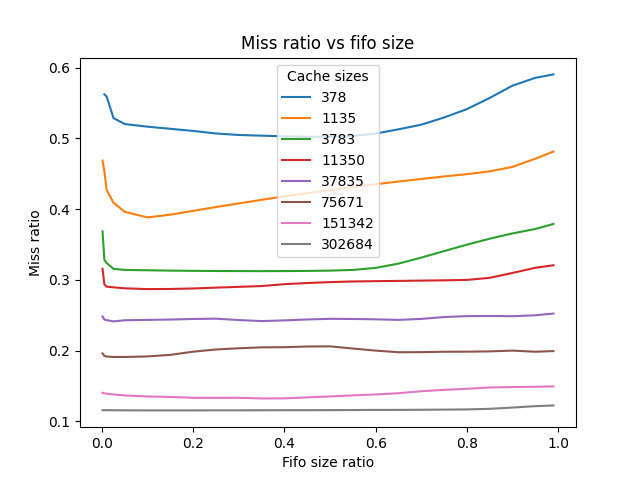 Miss ratio vs fifo size
Cache sizes
378
1135
3783
11350
37835
75671
151342
302684
Miss ratio
0.6
0.5
0.4
0.3
0.2
0.1
0.0 0.2 0.4 0.6 0.8 1.0
Fifo size ratio